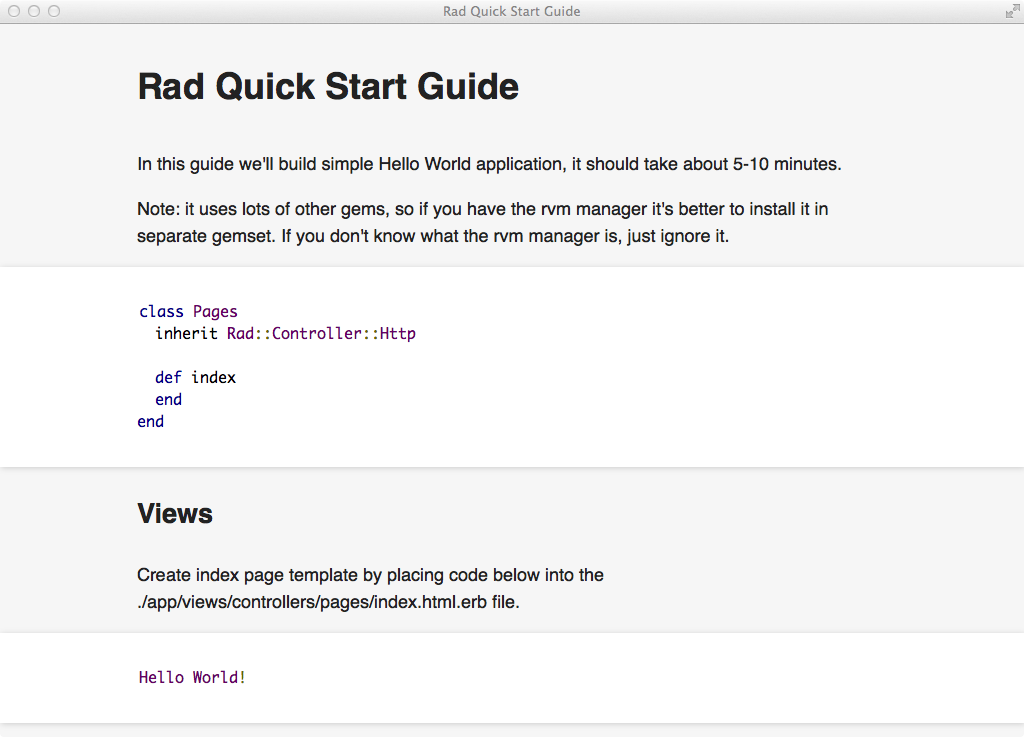 Rad Quick Start Guide
Rad Quick Start Guide
In this guide we'll build simple Hello World application, it should take about 5-10 minutes.
Note: it uses lots of other gems, so if you have the rvm manager it's better to install it in
separate gemset. If you don't know what the rvm manager is, just ignore it.
class Pages
  inherit Rad::Controller::Http
  def index
  end
end
Views
Create index page template by placing code below into the
./app/views/controllers/pages/index.html.erb file.
Hello World!